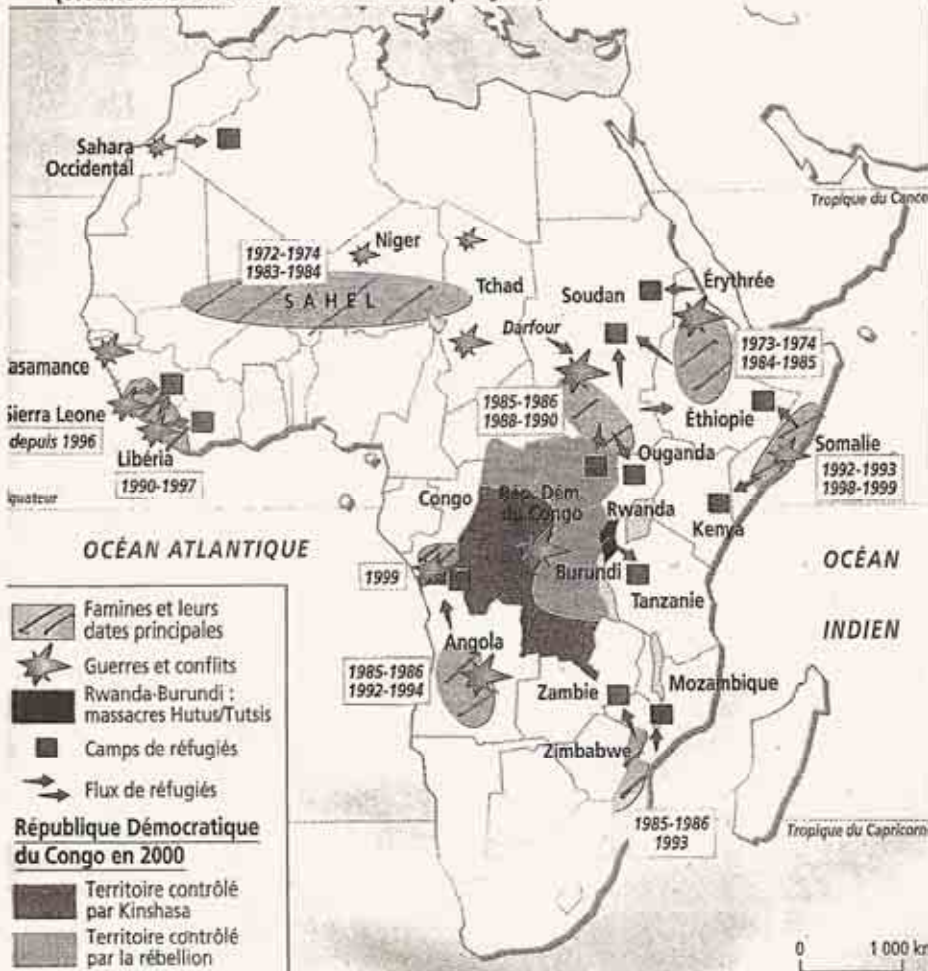 Tropique du Cancer
Sahara
Occidental
1972-1974
1983-1984
Niger
SAHEL
Tchad
Soudan
Érythrée
Darfour
1973-1974
1984-1985
asamance
Sierra Leone
depuis 1996
Libéria
1990-1997
1985-1986
1988-1990
Éthiopie
Somalie
1992-1993
1998-1999
Ouganda
Équateur
Congo
Rép. Dém.
du Congo
Rwanda
Kenya
OCÉAN ATLANTIQUE
OCÉAN
INDIEN
1999
Burundi
Tanzanie
Angola
1985-1986
1992-1994
Zambie
Mozambique
Zimbabwe
1985-1986
1993
Tropique du Capricorne
Famines et leurs
dates principales
Guerres et conflits
Rwanda-Burundi :
massacres Hutus/Tutsis
Camps de réfugiés
Flux de réfugiés
République Démocratique
du Congo en 2000
Territoire contrôlé
par Kinshasa
Territoire contrôlé
par la rébellion
0 1 000 km